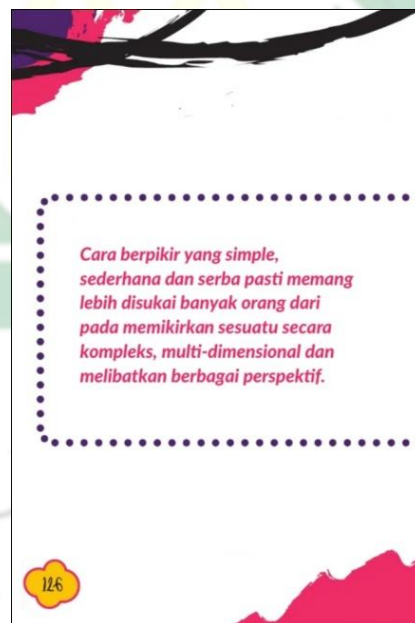 Cara berpikir yang simple,
sederhana dan serba pasti memang
lebih disukai banyak orang dari
pada memikirkan sesuatu secara
kompleks, multi-dimensional dan
melibatkan berbagai perspektif.
126